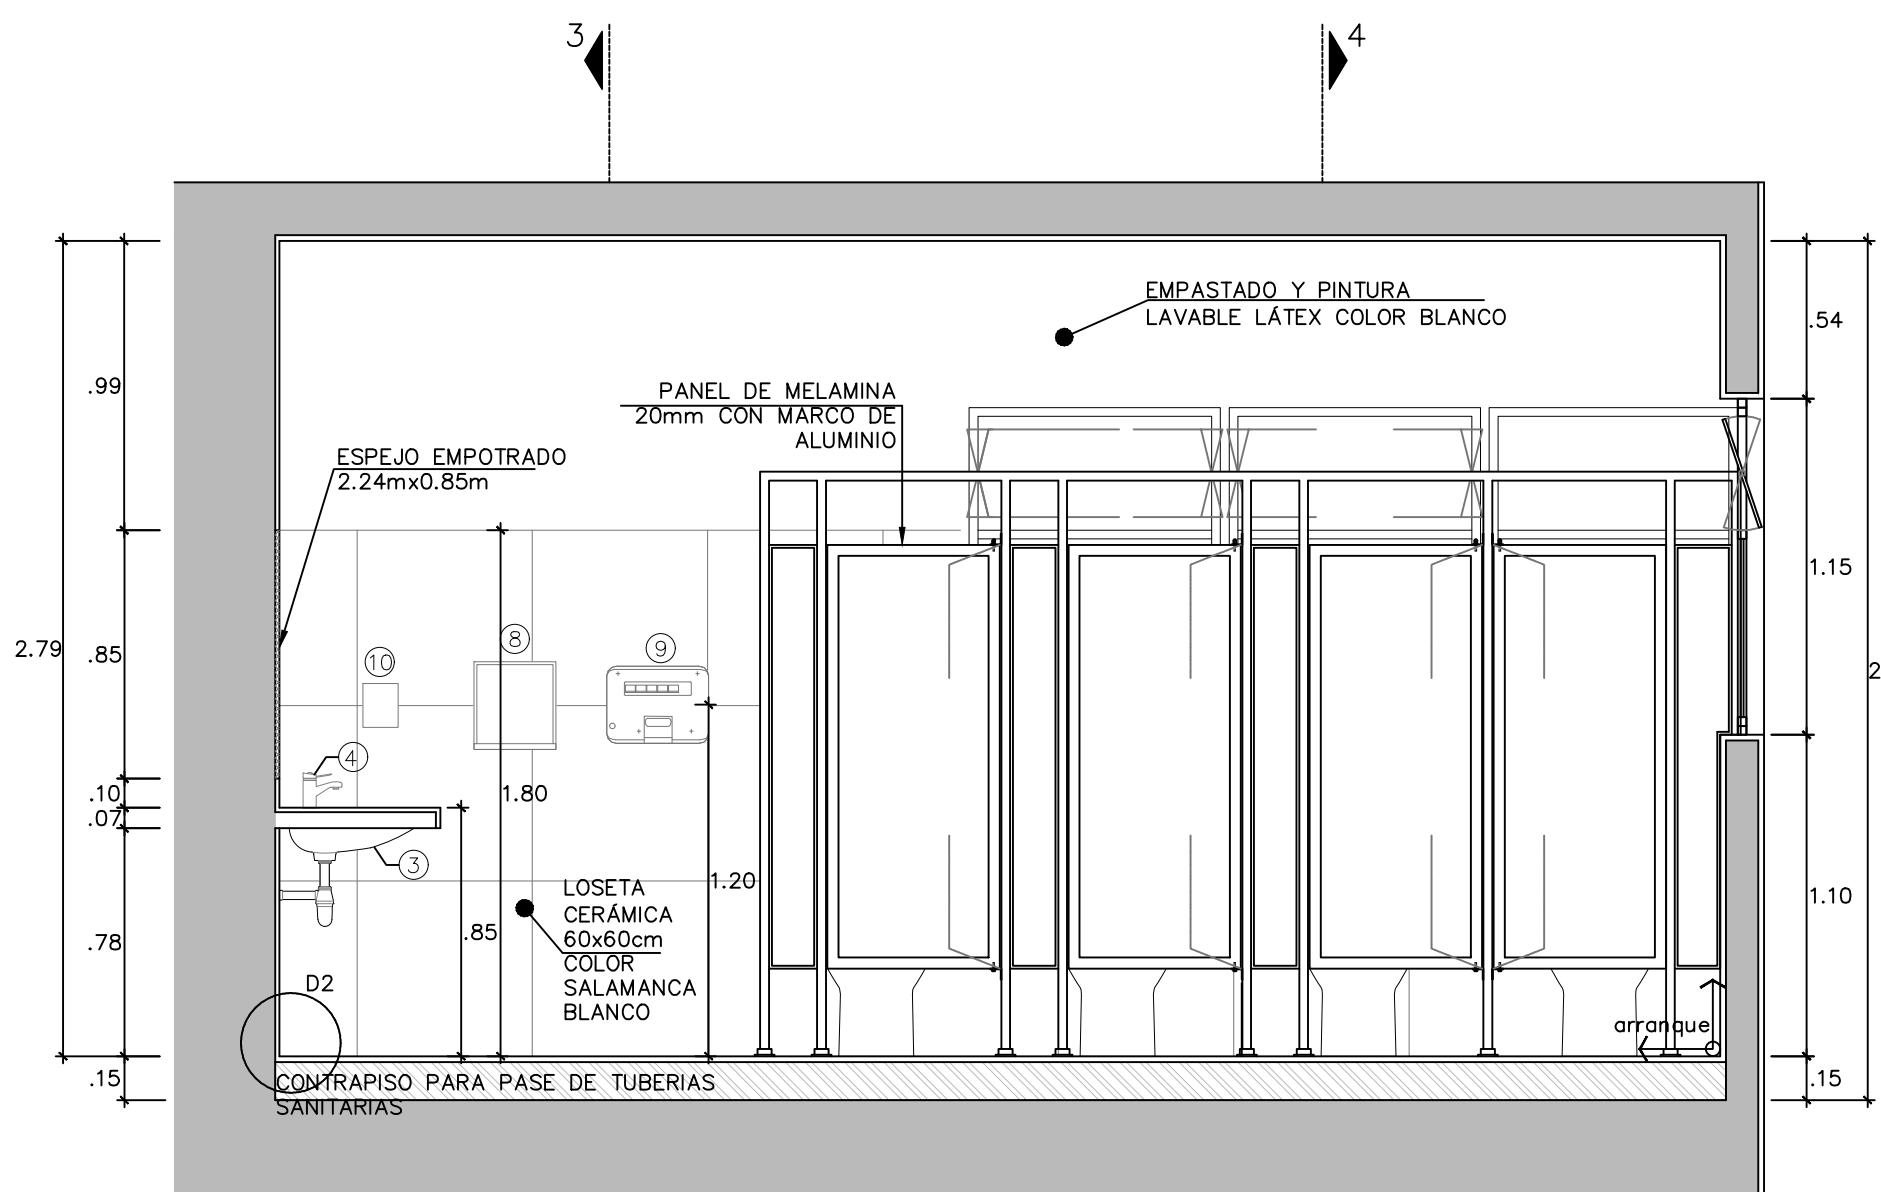 3
4
EMPASTADO Y PINTURA
LAVABLE LÁTEX COLOR BLANCO
.54
PANEL DE MELAMINA
20mm CON MARCO DE
ALUMINIO
.99
ESPEJO EMPOTRADO
2.24mx0.85m
1.15
2.79
.85
10
8
9
2
4
.10
.07
1.80
3
1.20
LOSETA
CERÁMICA
60x60cm
COLOR
SALAMANCA
BLANCO
.85
1.10
.78
D2
arranque
.15
CONTRAPISO PARA PASE DE TUBERIAS
SANITARIAS
.15